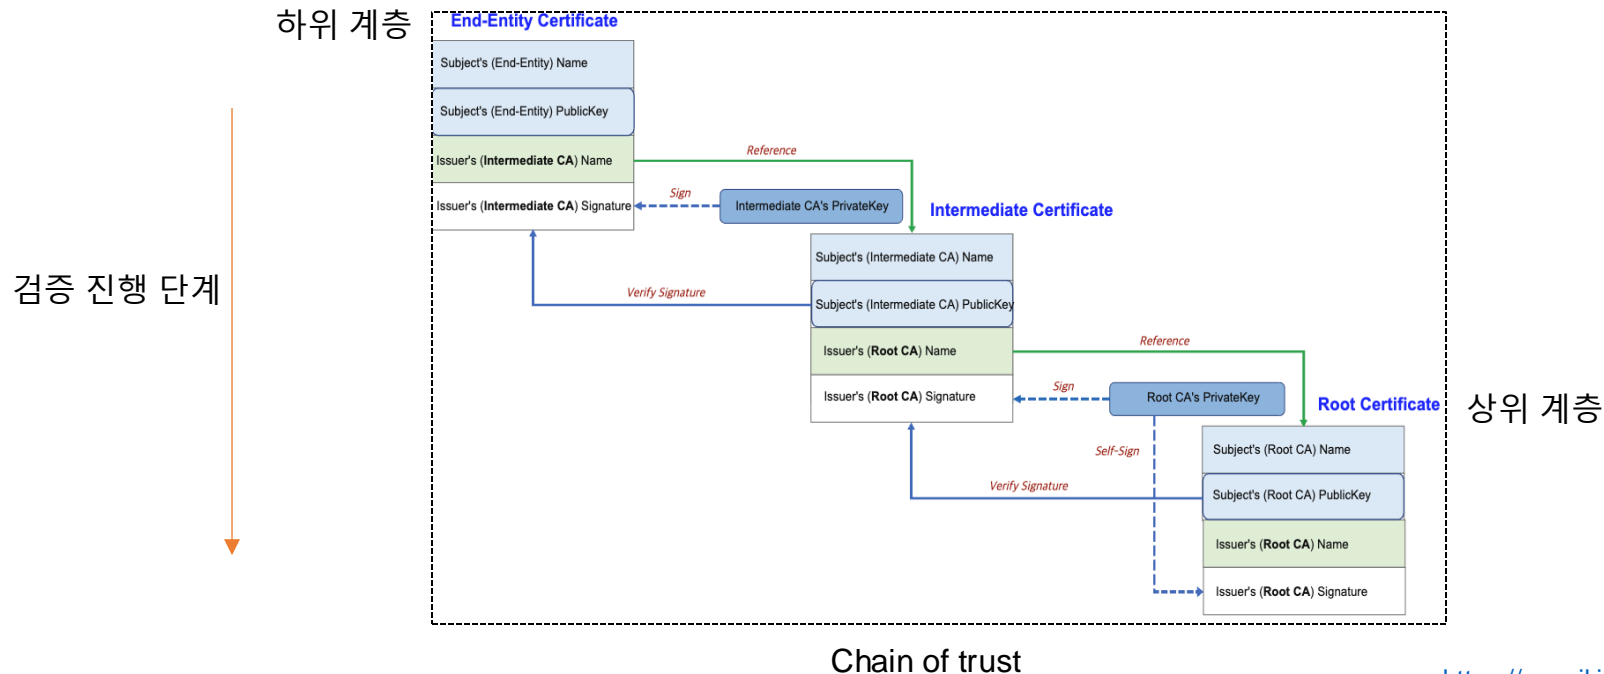 하위 계층
End-Entity Certificate
Subject's (End-Entity) Name
Subject's (End-Entity) PublicKey
Issuer's (Intermediate CA) Name
Reference
Issuer's (Intermediate CA) Signature
Sign
Intermediate CA's PrivateKey
Intermediate Certificate
Subject's (Intermediate CA) Name
검증 진행 단계
Verify Signature
Subject's (Intermediate CA) PublicKey
Issuer's (Root CA) Name
Reference
Issuer's (Root CA) Signature
Sign
Root CA's PrivateKey
Root Certificate
상위 계층
Self-Sign
Subject's (Root CA) Name
Verify Signature
Subject's (Root CA) PublicKey
Issuer's (Root CA) Name
Issuer's (Root CA) Signature
Chain of trust